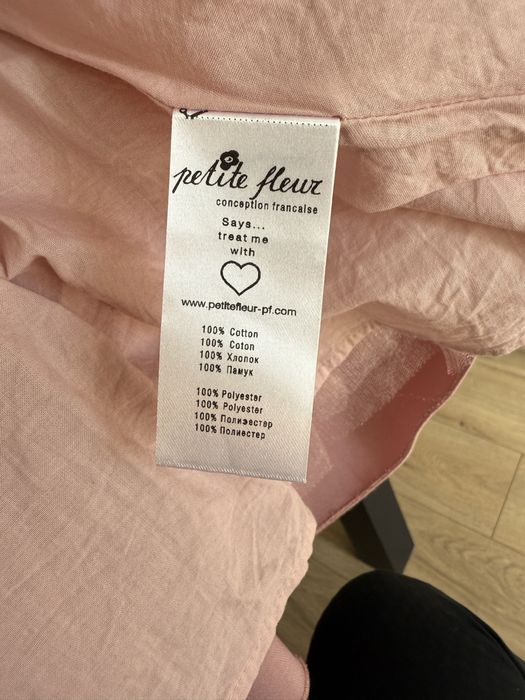 petite fleur
conception francaise
Says...
treat me
with
www.petitefleur-pf.com
100% Cotton
100% Coton
100% Хлопок
100% Памук
100% Polyester
100% Polyester
100% Полиэстер
100% Полиестер